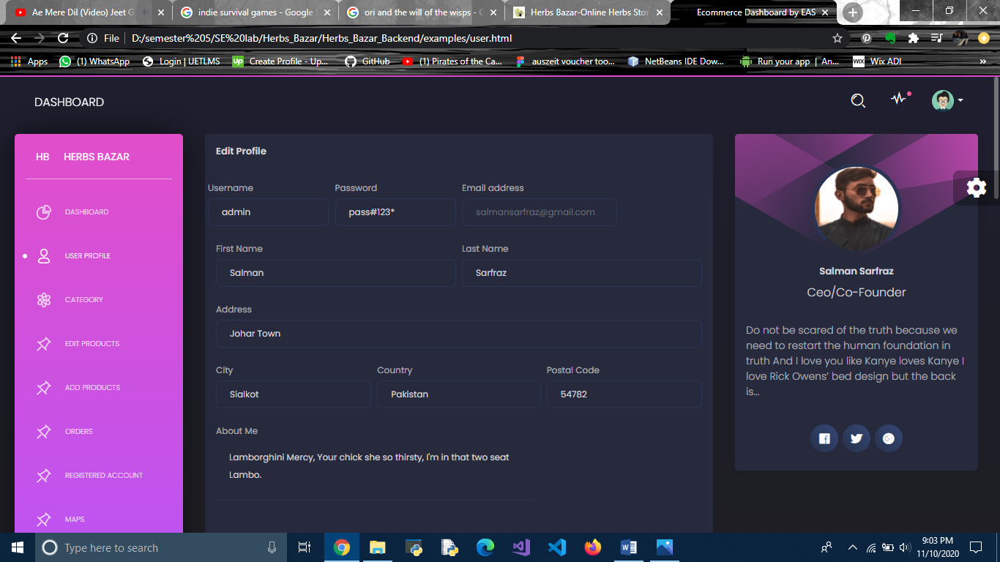 Ae Mere Dil (Video) Jeet G
indie survival games - Google
ori and the will of the wisps - G
Herbs Bazar-Online Herbs Stor
Ecommerce Dashboard by EAS
File
D:/semester%205/SE%20lab/Herbs_Bazar/Herbs_Bazar_Backend/examples/user.html
Apps
(1) WhatsApp
Login | UETLMS
Up
Create Profile - Up...
GitHub
(1) Pirates of the Ca...
auszeit voucher too...
NetBeans IDE Dow...
Run your app | An...
WIX
Wix ADI
»
DASHBOARD
HB HERBS BAZAR
DASHBOARD
USER PROFILE
CATEGORY
EDIT PRODUCTS
ADD PRODUCTS
ORDERS
REGISTERED ACCOUNT
MAPS
Edit Profile
Username
Password
Email address
admin
pass#123*
salmansarfraz@gmail.com
First Name
Last Name
Salman
Sarfraz
Address
Johar Town
City
Country
Postal Code
Sialkot
Pakistan
54782
About Me
Lamborghini Mercy, Your chick she so thirsty, I'm in that two seat
Lambo.
Salman Sarfraz
Ceo/Co-Founder
Do not be scared of the truth because we
need to restart the human foundation in
truth And I love you like Kanye loves Kanye I
love Rick Owens’ bed design but the back
is...
Type here to search
9:03 PM
11/10/2020